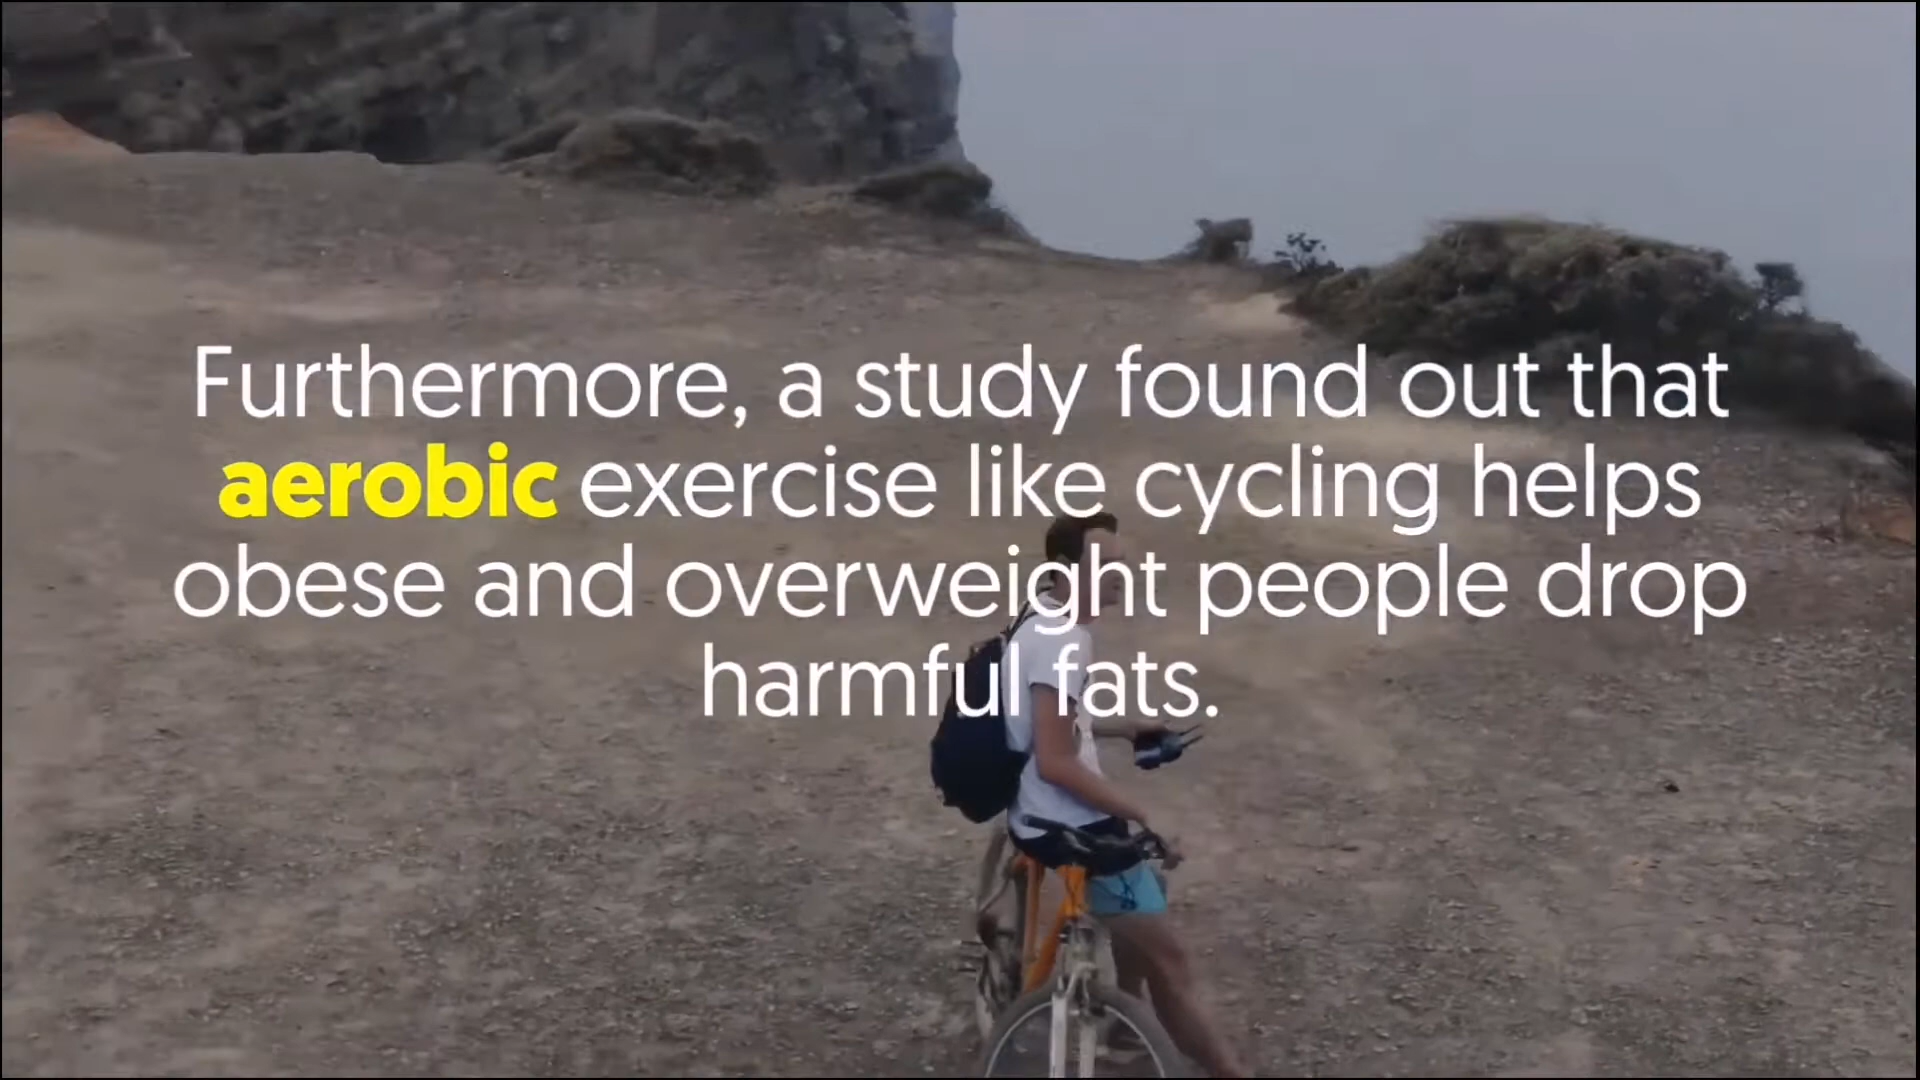 Furthermore, a study found out that
aerobic exercise like cycling helps
obese and overweight people drop
harmful fats.